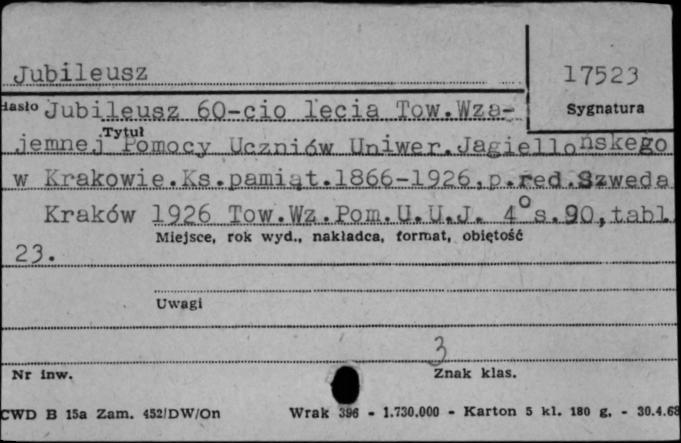 Jubileusz
17523
Hasło Jubileusz 60-cio lecia Tow.Wza-
Sygnatura
Tytuł
jemnej Pomocy Uczniów Uniwer.Jagiellońskego
w Krakowie.Ks.pamiąt.1866-1926,p.red.Szweda
Kraków 1926 Tow.Wz.Pom.U.U.J. 4° s.90,tabl.
Miejsce, rok wyd., nakładca, format, objętość
23.
Uwagi
3
Nr inw.
Znak klas.
CWD B 15a Zam. 452/DW/On Wrak 396 - 1.730.000 - Karton 5 kl. 180 g. - 30.4.68